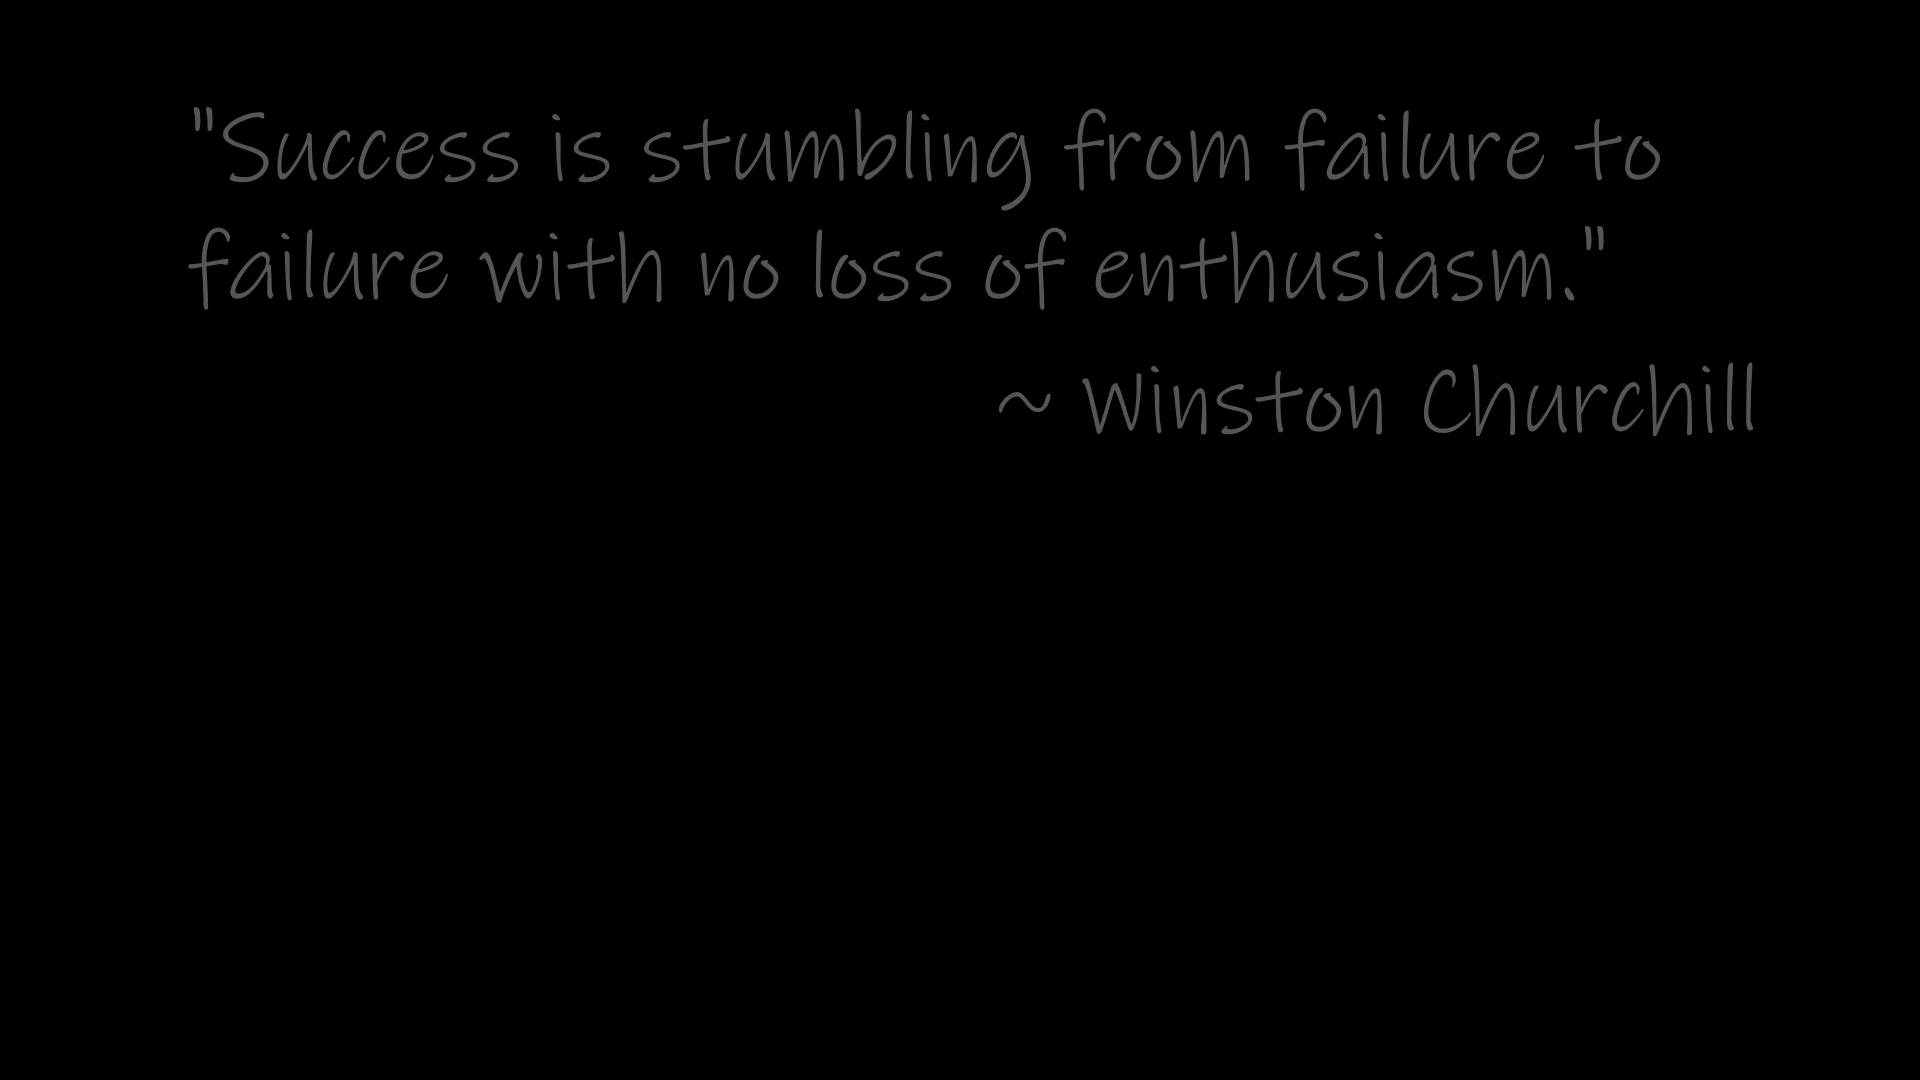 "Success is stumbling from failure to
failure with no loss of enthusiasm."
~ Winston Churchill